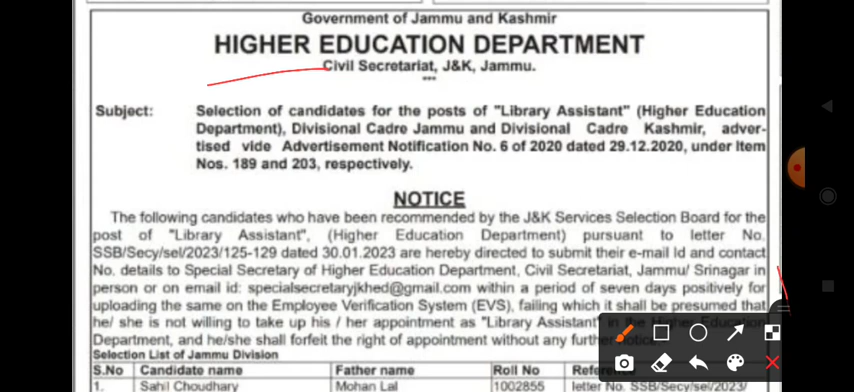 Government of Jammu and Kashmir
HIGHER EDUCATION DEPARTMENT
Civil Secretariat, J&K, Jammu.
***
Subject: Selection of candidates for the posts of "Library Assistant" (Higher Education
Department), Divisional Cadre Jammu and Divisional Cadre Kashmir, adver-
tised vide Advertisement Notification No. 6 of 2020 dated 29.12.2020, under Item
Nos. 189 and 203, respectively.
NOTICE
The following candidates who have been recommended by the J&K Services Selection Board for the
post of "Library Assistant", (Higher Education Department) pursuant to letter No.
SSB/Secy/sel/2023/125-129 dated 30.01.2023 are hereby directed to submit their e-mail Id and contact
No. details to Special Secretary of Higher Education Department, Civil Secretariat, Jammu/ Srinagar in
person or on email id: specialsecretaryjkhed@gmail.com within a period of seven days positively for
uploading the same on the Employee Verification System (EVS), failing which it shall be presumed that
he/ she is not willing to take up his / her appointment as "Library Assistant" in the Higher Education
Department, and he/she shall forfeit the right of appointment without any further notice.
Selection List of Jammu Division
S.No Candidate name Father name Roll No Refere
1. Sahil Choudhary Mohan Lal 1002855 letter No. SSB/Secy/sel/2023/